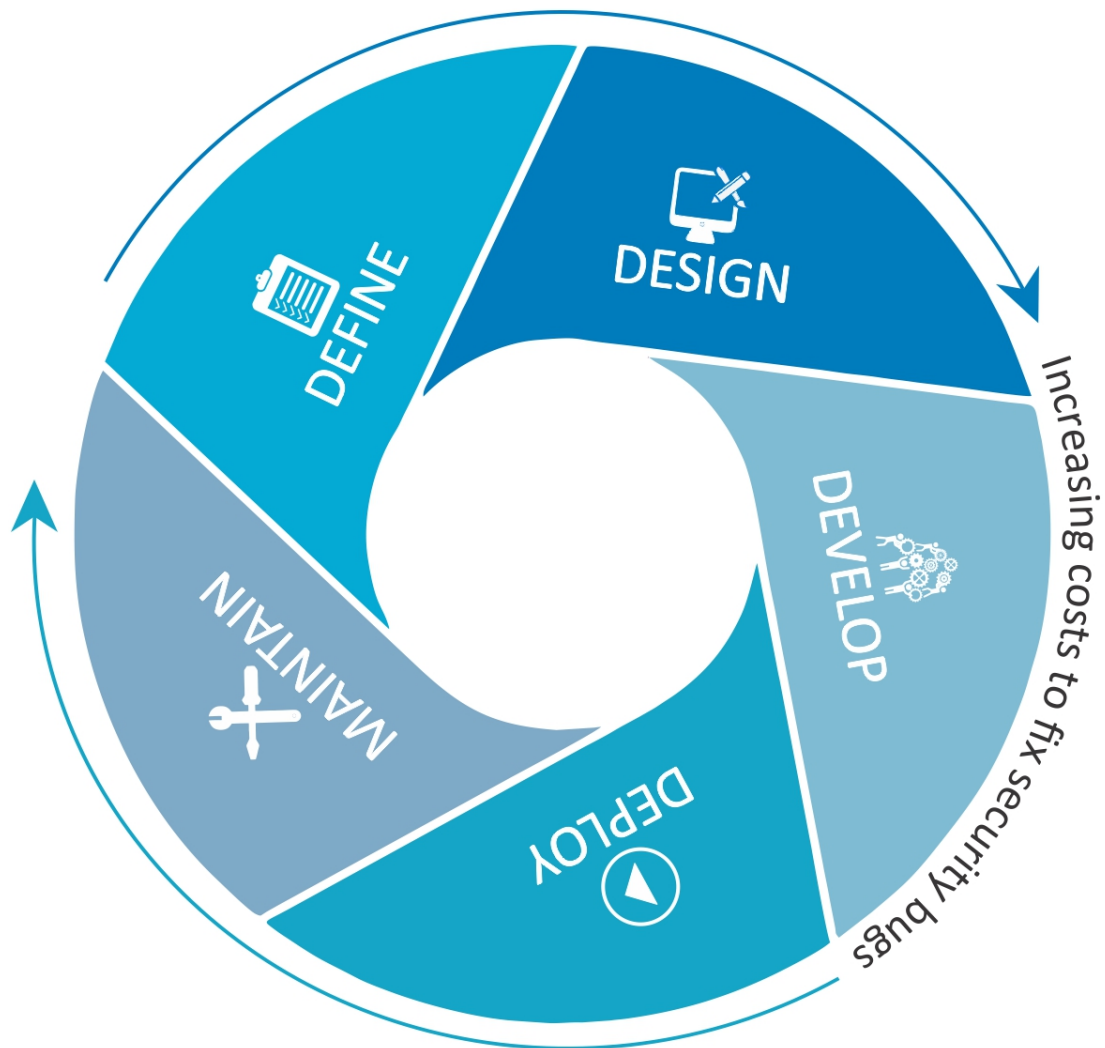 DEFINE
DESIGN
DEVELOP
DEPLOY
MAINTAIN
Increasing costs to fix security bugs